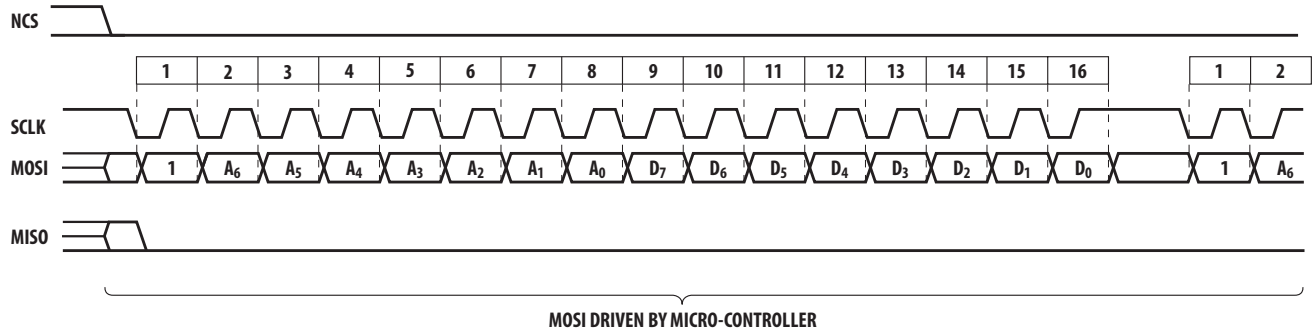 NCS
1 2 3 4 5 6 7 8 9 10 11 12 13 14 15 16 1 2
SCLK
MOSI 1 A₆ A₅ A₄ A₃ A₂ A₁ A₀ D₇ D₆ D₅ D₄ D₃ D₂ D₁ D₀ 1 A₆
MISO
MOSI DRIVEN BY MICRO-CONTROLLER